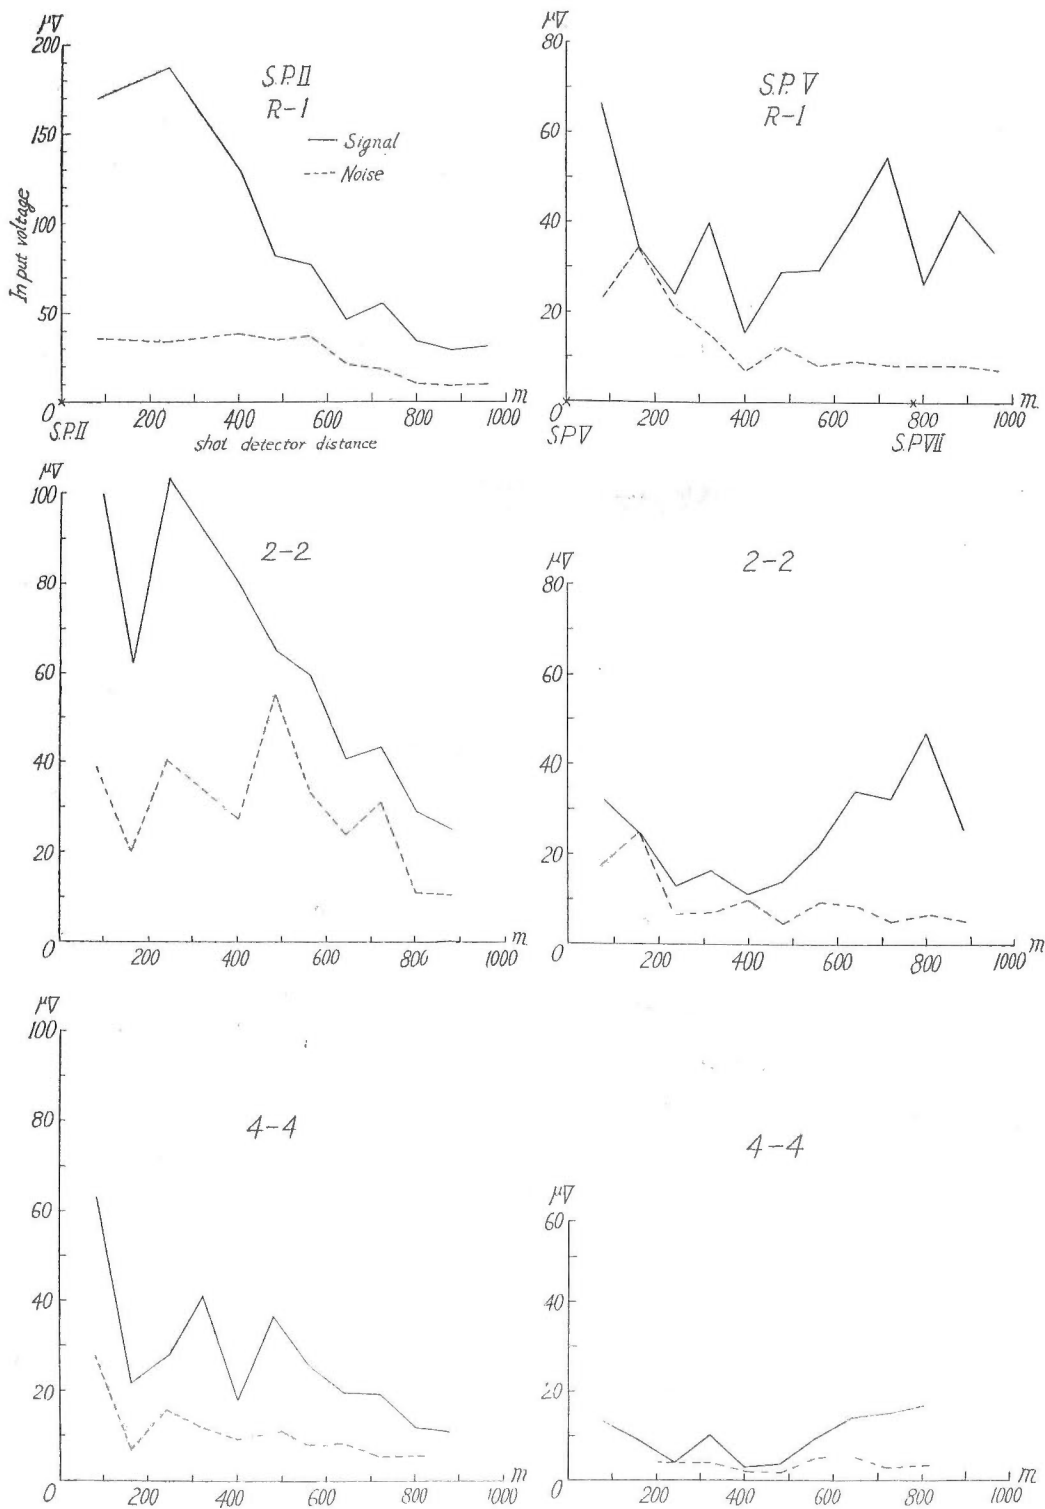 μV
200
150
100
50
0
Input voltage
S.P.II
R-1
Signal
Noise
200 400 600 800 1000 m
S.P.II
shot detector distance
μV
80
60
40
20
0
S.P.V
R-1
200 400 600 800 1000 m.
S.P.V
S.P.VII
μV
100
80
60
40
20
0
2-2
200 400 600 800 1000 m
μV
80
60
40
20
0
2-2
200 400 600 800 1000 m
μV
100
80
60
40
20
0
4-4
200 400 600 800 1000 m
4-4
μV
60
40
20
0
200 400 600 800 1000 m